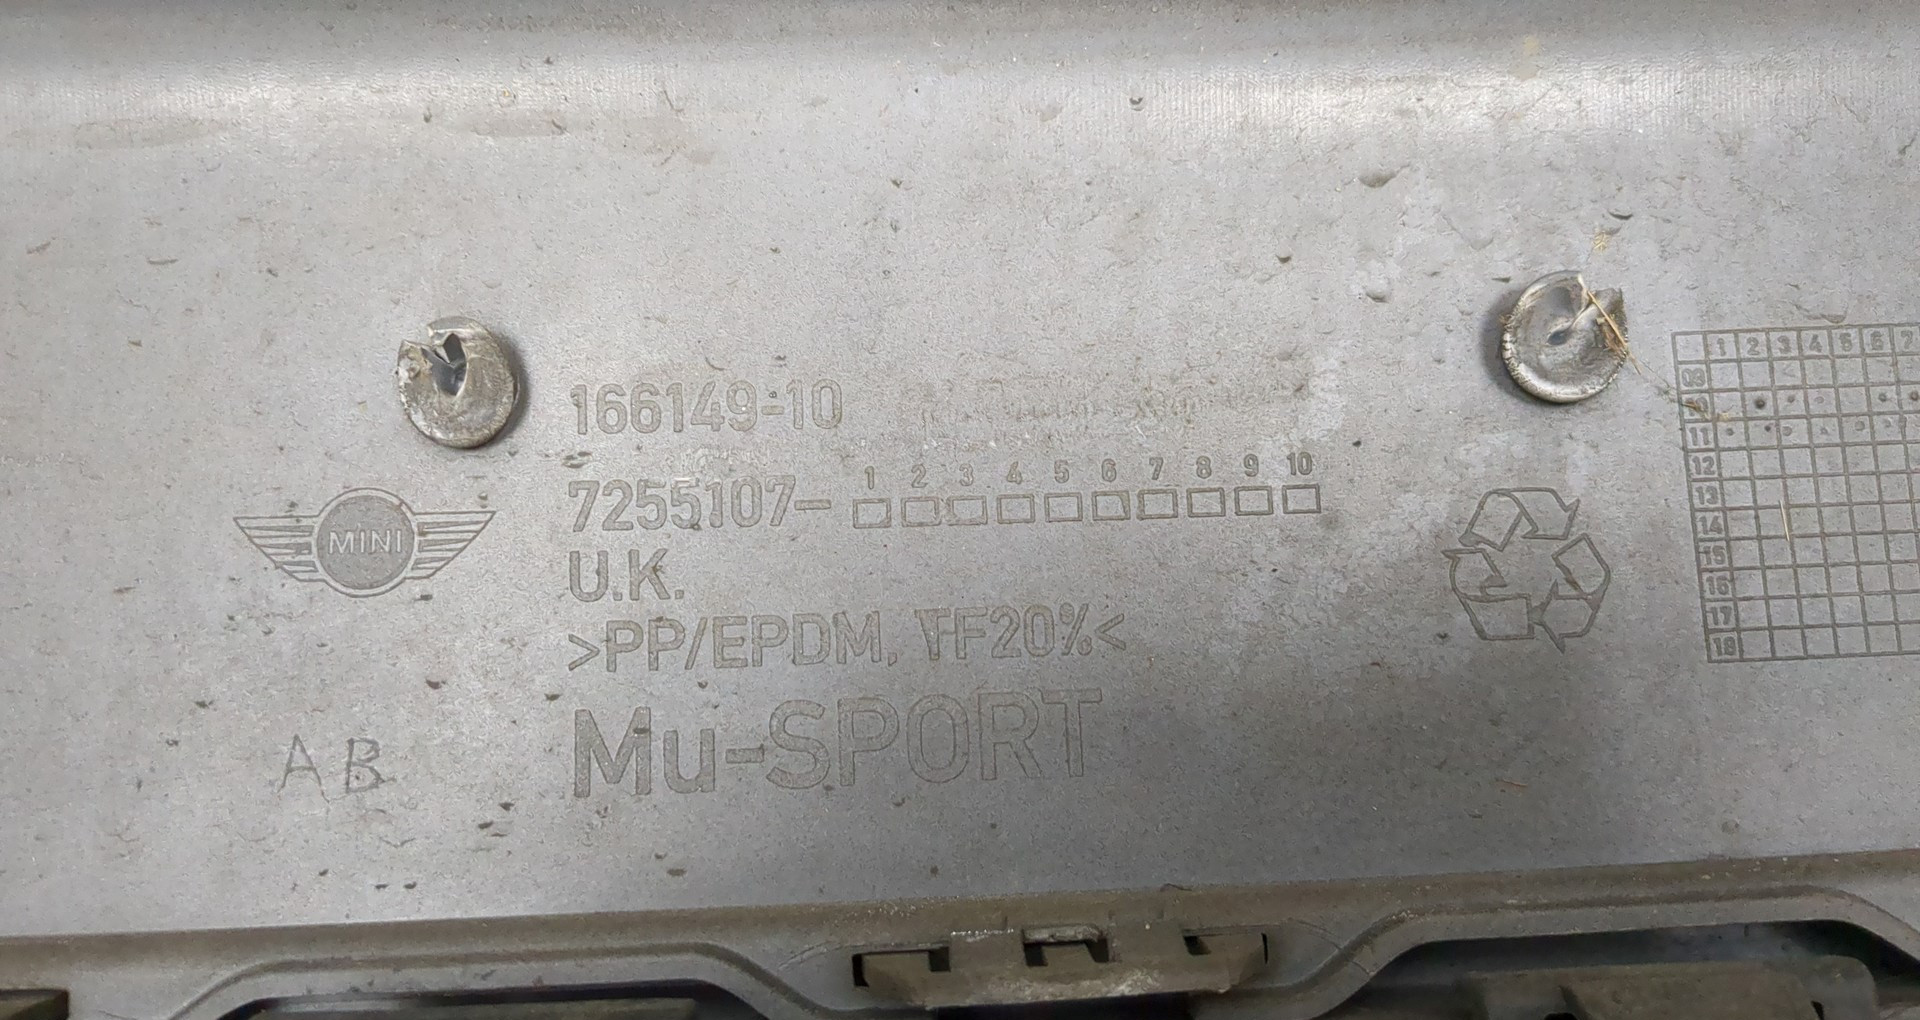 166149-10
1 2 3 4 5 6 7 8 9 10
7255107-
MINI
U.K.
>PP/EPDM, TF20%<
Mu-SPORT
AB
1 2 3 4 5 6 7
09
10
11
12
13
14
15
16
17
18